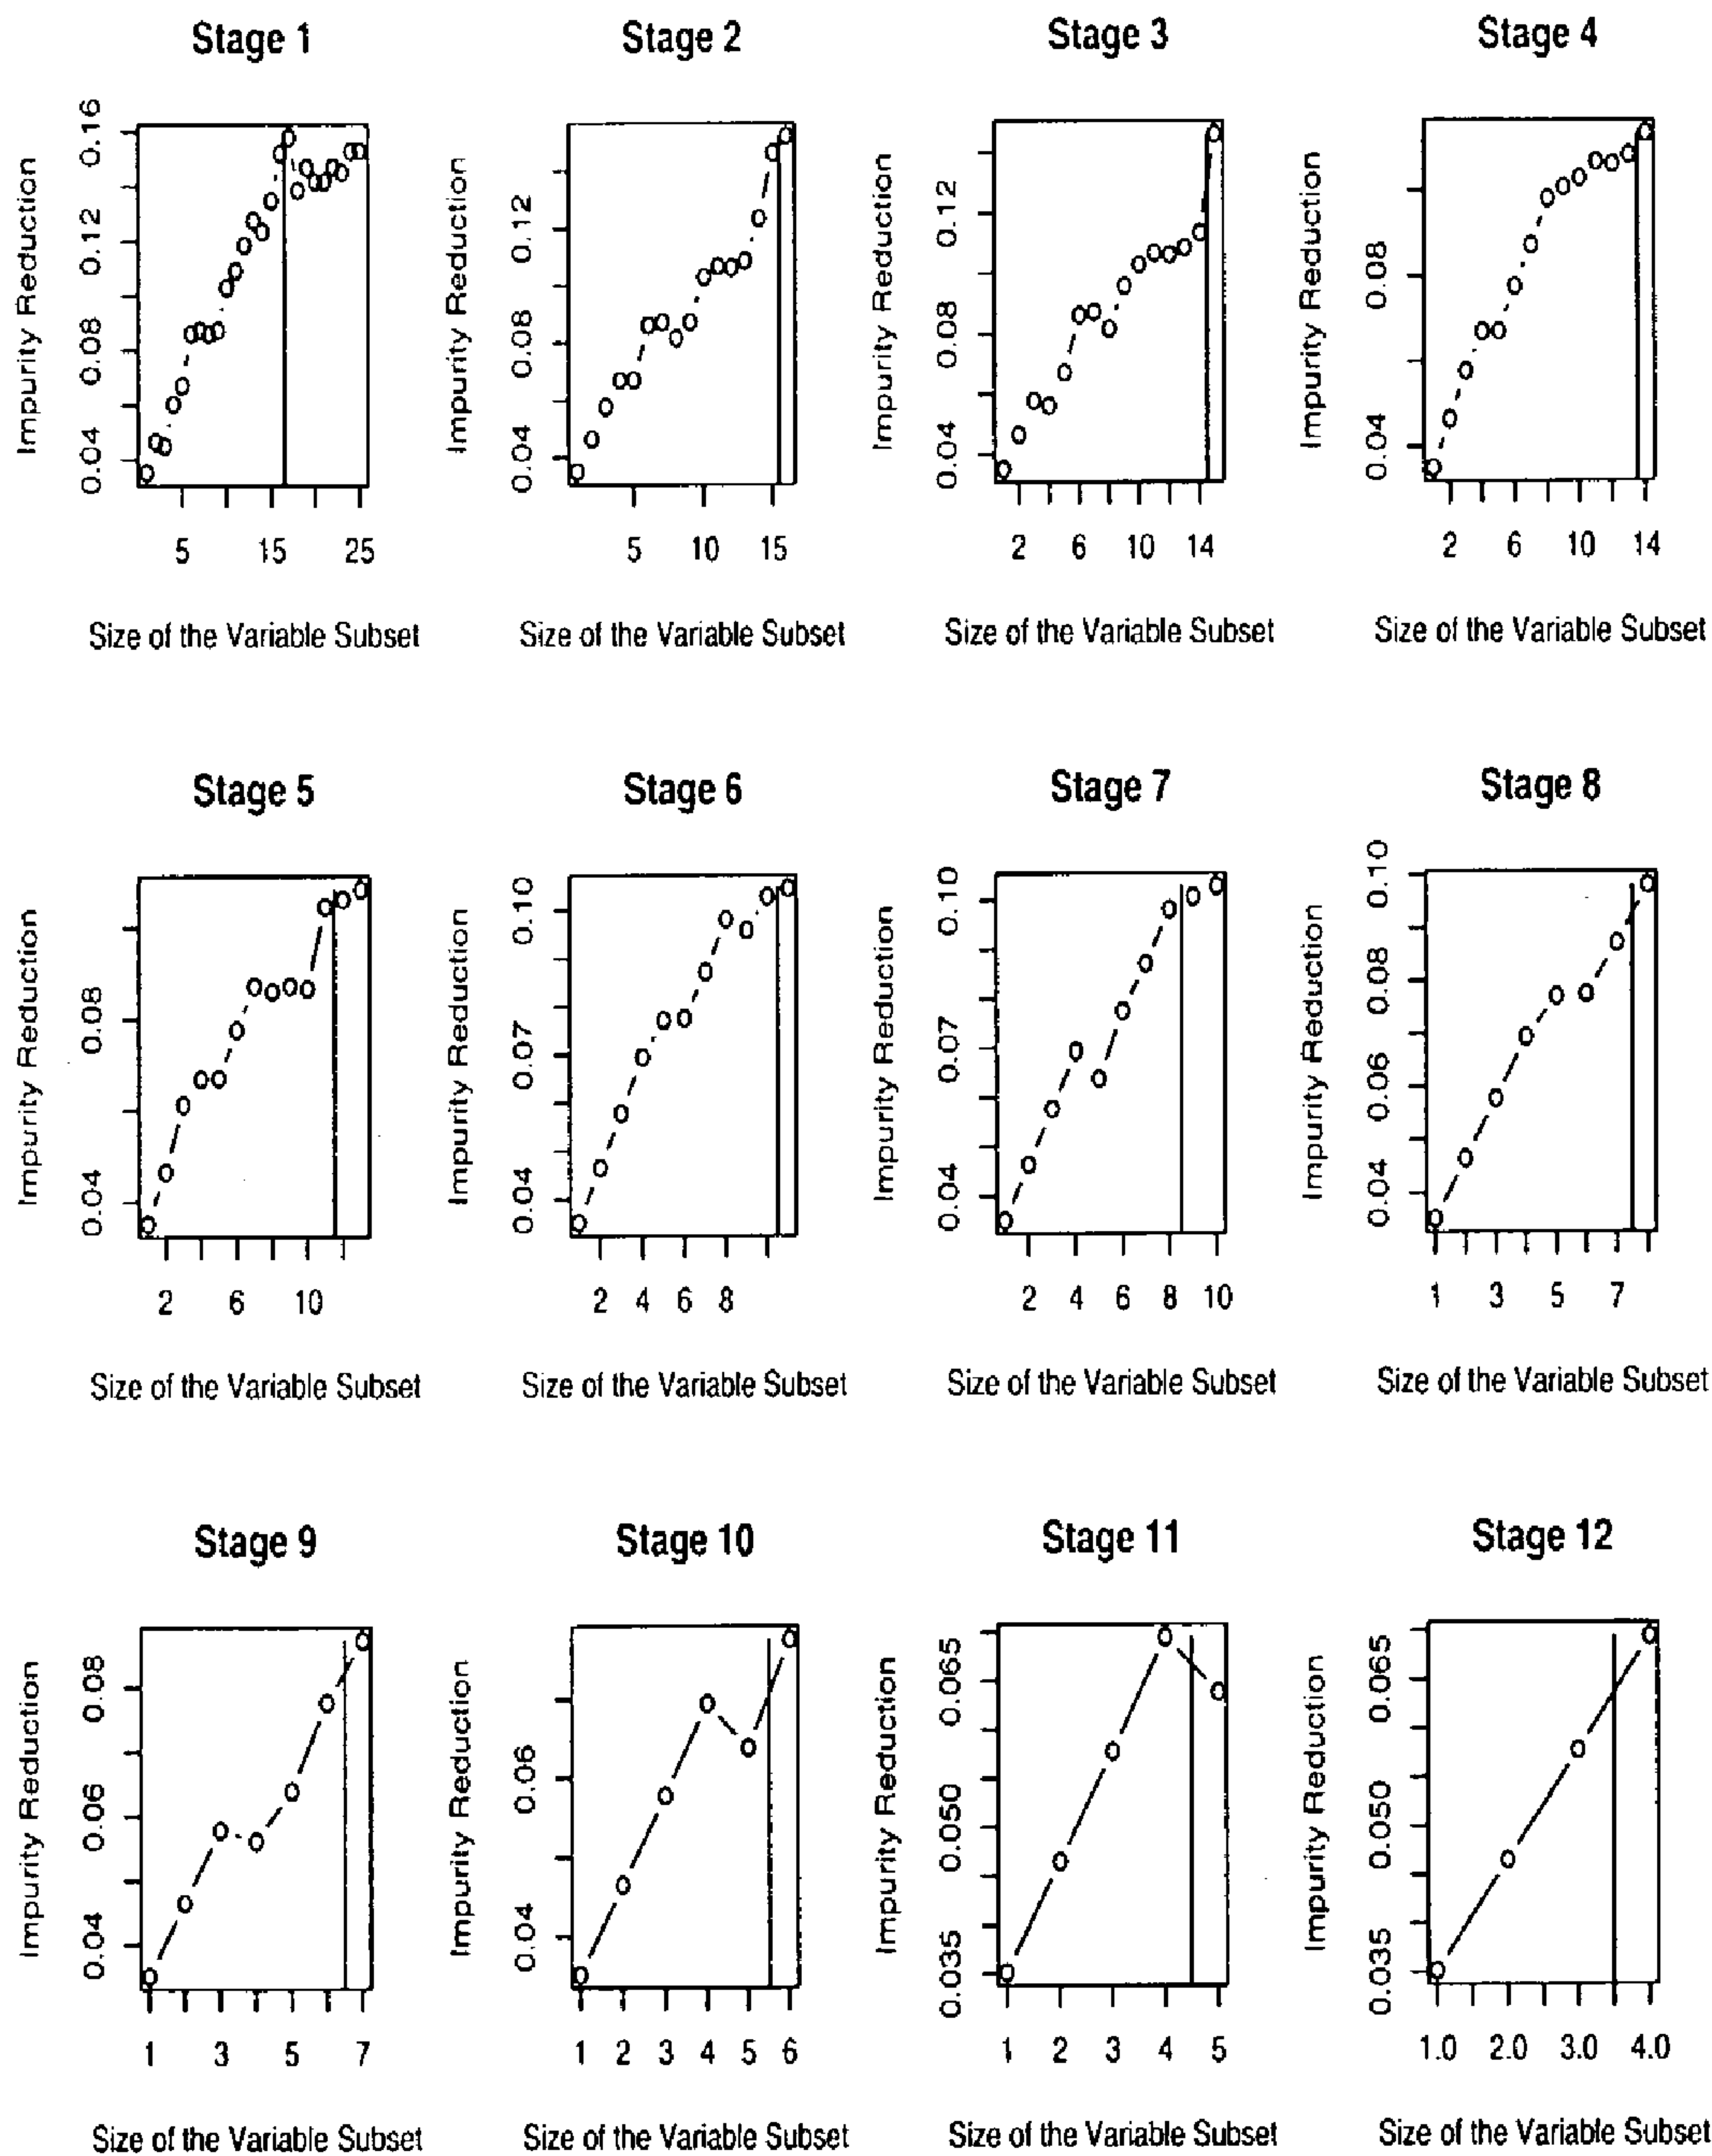 Stage 1 Stage 2 Stage 3 Stage 4
Impurity Reduction
0.04 0.08 0.12 0.16
5 15 25
Size of the Variable Subset
Impurity Reduction
0.04 0.08 0.12
5 10 15
Size of the Variable Subset
Impurity Reduction
0.04 0.08 0.12
2 6 10 14
Size of the Variable Subset
Impurity Reduction
0.04 0.08
2 6 10 14
Size of the Variable Subset
Stage 5 Stage 6 Stage 7 Stage 8
Impurity Reduction
0.04 0.08
2 6 10
Size of the Variable Subset
Impurity Reduction
0.04 0.07 0.10
2 4 6 8
Size of the Variable Subset
Impurity Reduction
0.04 0.07 0.10
2 4 6 8 10
Size of the Variable Subset
Impurity Reduction
0.04 0.06 0.08 0.10
1 3 5 7
Size of the Variable Subset
Stage 9 Stage 10 Stage 11 Stage 12
Impurity Reduction
0.04 0.06 0.08
1 3 5 7
Size of the Variable Subset
Impurity Reduction
0.04 0.06
1 2 3 4 5 6
Size of the Variable Subset
Impurity Reduction
0.035 0.050 0.065
1 2 3 4 5
Size of the Variable Subset
Impurity Reduction
0.035 0.050 0.065
1.0 2.0 3.0 4.0
Size of the Variable Subset